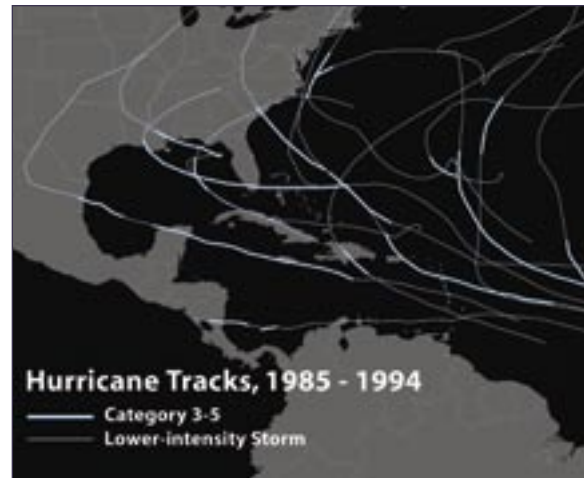 Hurricane Tracks, 1985 - 1994
Category 3-5
Lower-intensity Storm